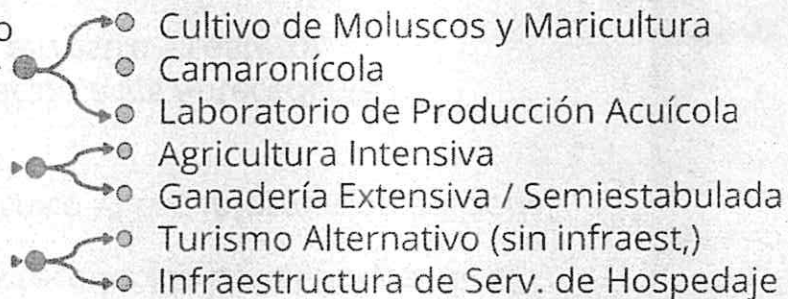 o
Cultivo de Moluscos y Maricultura
Camaronícola
Laboratorio de Producción Acuícola
Agricultura Intensiva
Ganadería Extensiva / Semiestabulada
Turismo Alternativo (sin infraest,)
Infraestructura de Serv. de Hospedaje